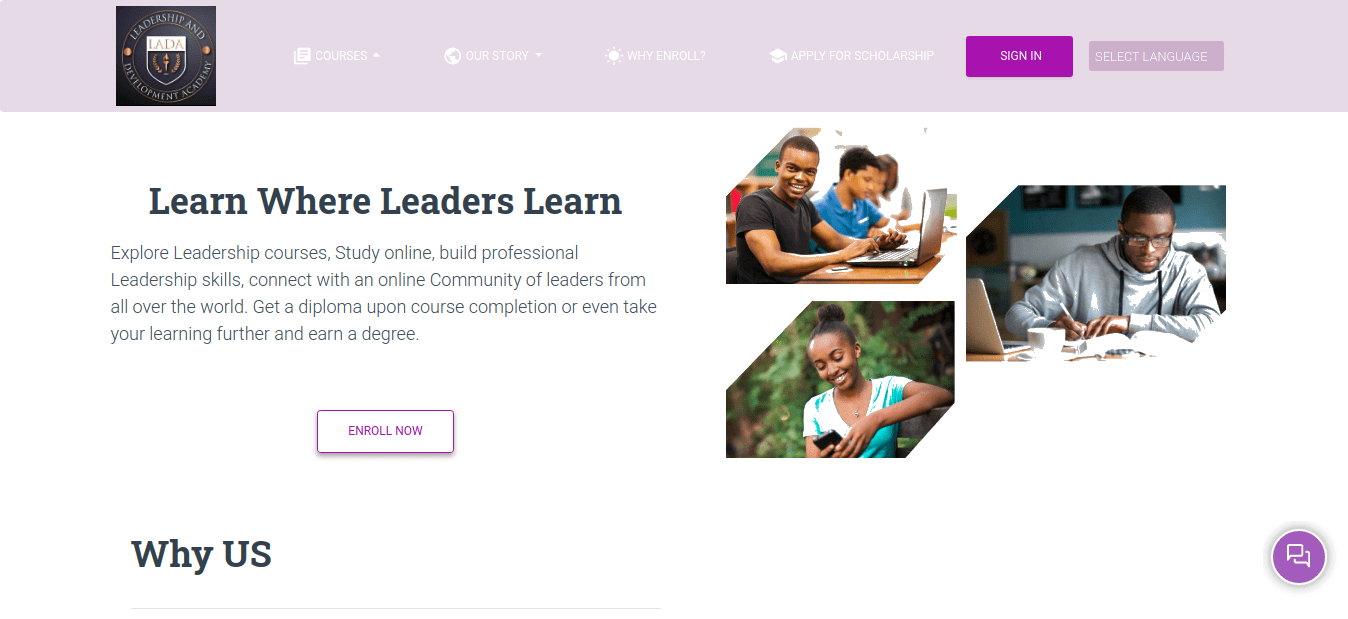 LEADERSHIP AND
LADA
DEVELOPMENT ACADEMY
COURSES
OUR STORY
WHY ENROLL?
APPLY FOR SCHOLARSHIP
SIGN IN
SELECT LANGUAGE
Learn Where Leaders Learn
Explore Leadership courses, Study online, build professional
Leadership skills, connect with an online Community of leaders from
all over the world. Get a diploma upon course completion or even take
your learning further and earn a degree.
ENROLL NOW
Why US